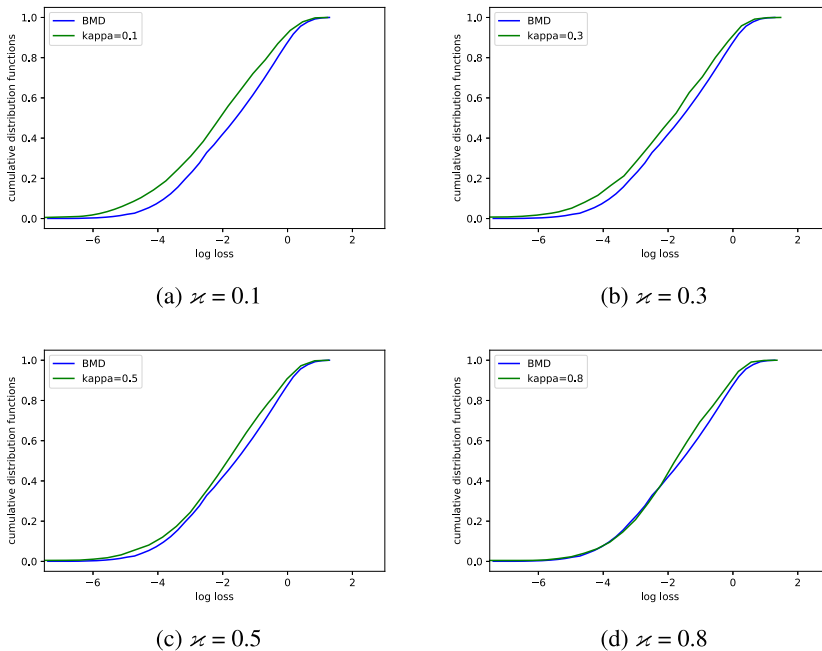 1.0
0.8
0.6
0.4
0.2
0.0
cumulative distribution functions
BMD
kappa=0.1
−6 −4 −2 0 2
log loss
(a) ϰ = 0.1
1.0
0.8
0.6
0.4
0.2
0.0
cumulative distribution functions
BMD
kappa=0.3
−6 −4 −2 0 2
log loss
(b) ϰ = 0.3
1.0
0.8
0.6
0.4
0.2
0.0
cumulative distribution functions
BMD
kappa=0.5
−6 −4 −2 0 2
log loss
(c) ϰ = 0.5
1.0
0.8
0.6
0.4
0.2
0.0
cumulative distribution functions
BMD
kappa=0.8
−6 −4 −2 0 2
log loss
(d) ϰ = 0.8